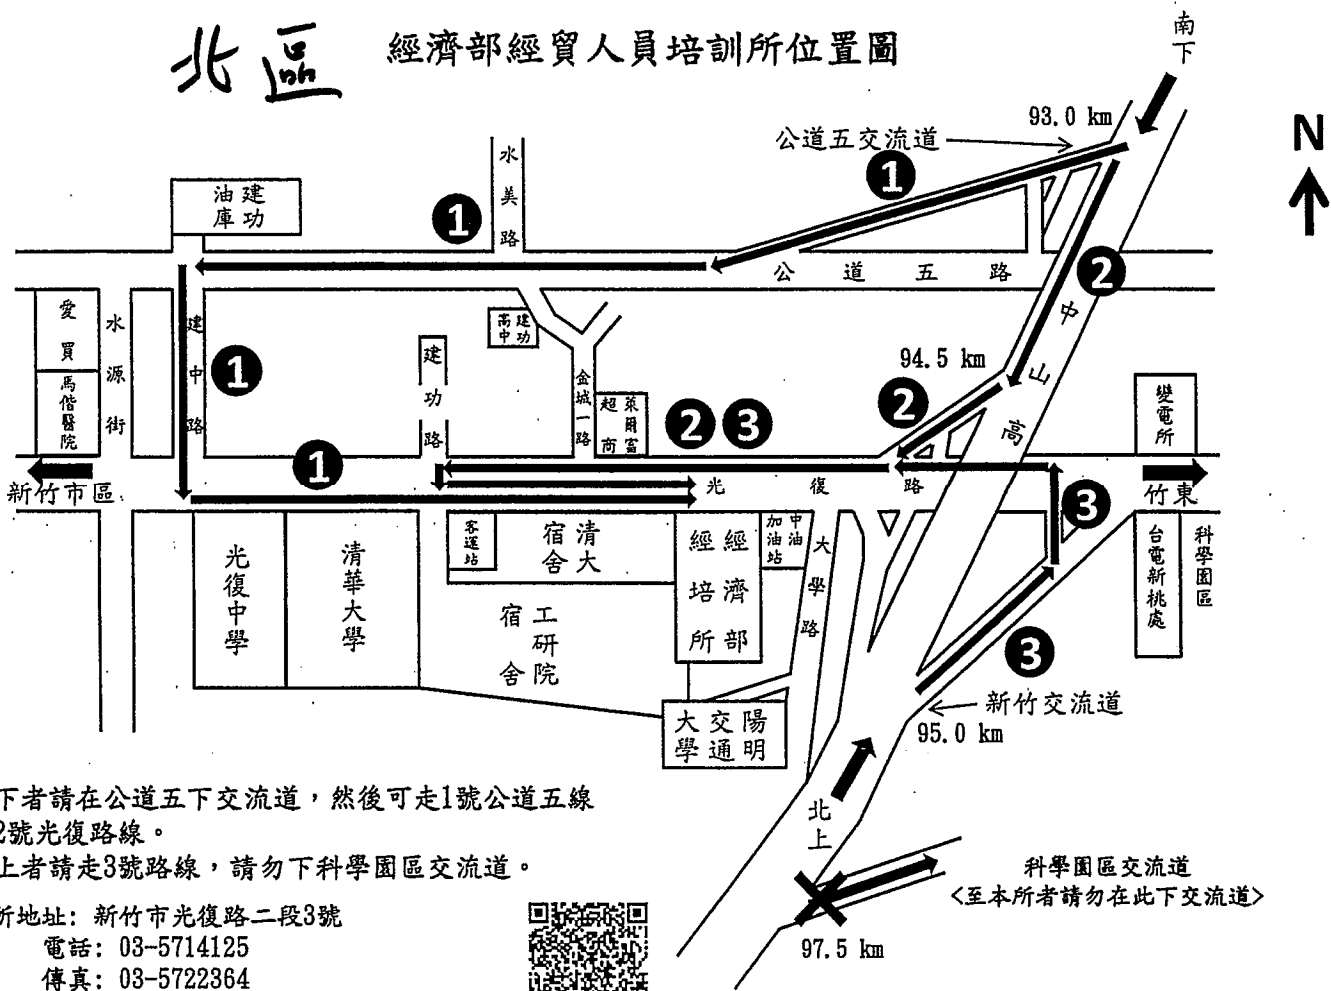 北區
經濟部經貿人員培訓所位置圖
南下
N
93.0 km
公道五交流道
1
水美路
建功油庫
1
公道五路
2
中山高
愛買
馬偕醫院
水源街
建中路
1
建功高中
建功路
金城一路
萊爾富超商
2 3
94.5 km
2
變電所
新竹市區
1
光復路
竹東
3
光復中學
清華大學
客運站
清大宿舍
工研院宿舍
經濟部經培所
中油加油站
大學路
台電新桃處
科學園區
3
新竹交流道
95.0 km
陽明交通大學
北上
下者請在公道五下交流道，然後可走1號公道五線
2號光復路線。
上者請走3號路線，請勿下科學園區交流道。
科學園區交流道
<至本所者請勿在此下交流道>
97.5 km
所地址: 新竹市光復路二段3號
電話: 03-5714125
傳真: 03-5722364